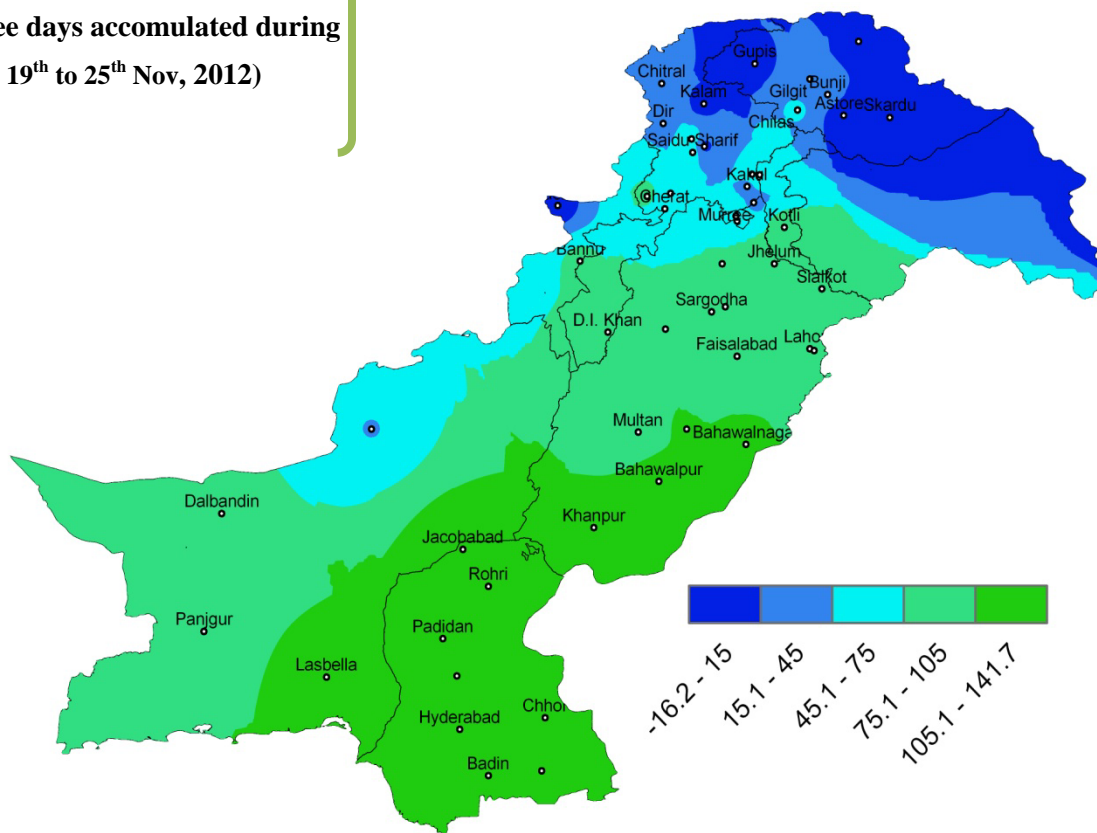 ee days accomulated during
19th to 25th Nov, 2012)
Gupis
Chitral
Kalam
Gilgit
Bunji
Astore
Skardu
Dir
Chilas
Saidu Sharif
Kakul
Cherat
Murree
Kotli
Bannu
Jhelum
Sialkot
Sargodha
D.I. Khan
Laho
Faisalabad
Multan
Bahawalnaga
Bahawalpur
Dalbandin
Khanpur
Jacobabad
Rohri
Panjgur
Padidan
Lasbella
Chhor
Hyderabad
Badin
-16.2 - 15
15.1 - 45
45.1 - 75
75.1 - 105
105.1 - 141.7